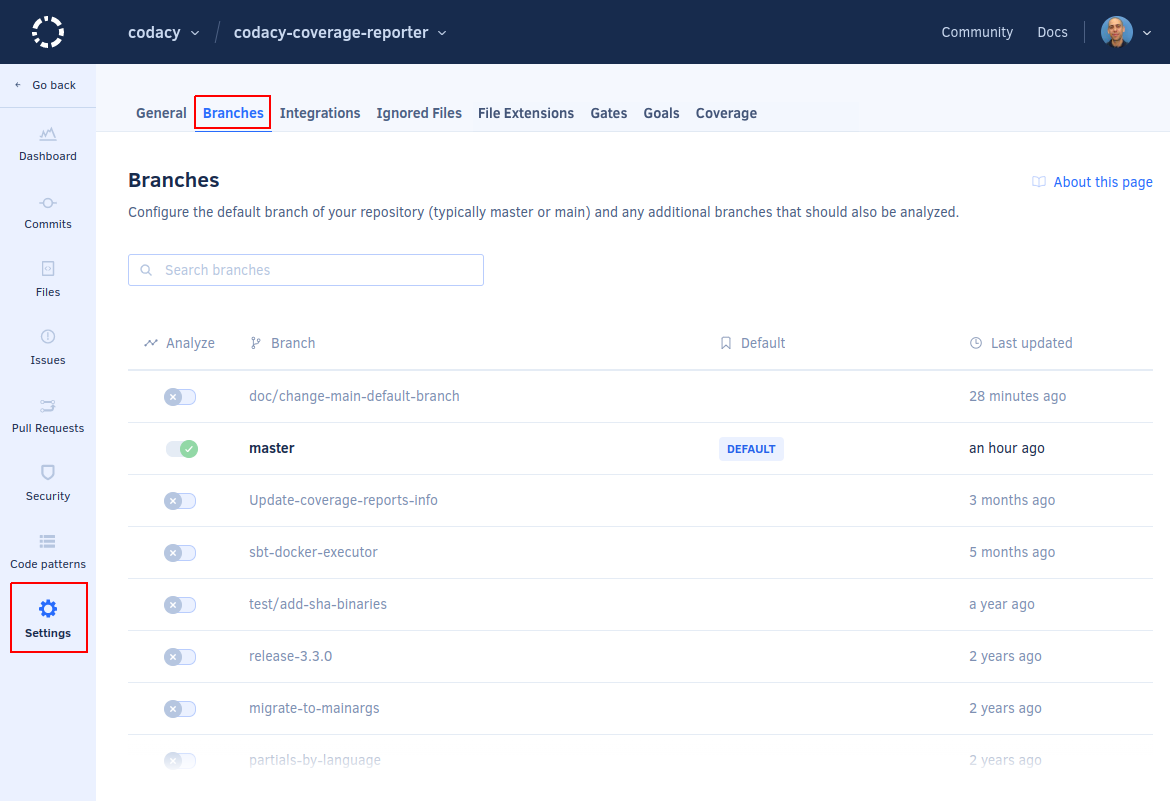 codacy
codacy-coverage-reporter
Community
Docs
Go back
Dashboard
Commits
Files
Issues
Pull Requests
Security
Code patterns
Settings
General Branches Integrations Ignored Files File Extensions Gates Goals Coverage
Branches
About this page
Configure the default branch of your repository (typically master or main) and any additional branches that should also be analyzed.
Search branches
Analyze Branch Default Last updated
doc/change-main-default-branch 28 minutes ago
master DEFAULT an hour ago
Update-coverage-reports-info 3 months ago
sbt-docker-executor 5 months ago
test/add-sha-binaries a year ago
release-3.3.0 2 years ago
migrate-to-mainargs 2 years ago
partials-by-language 2 years ago